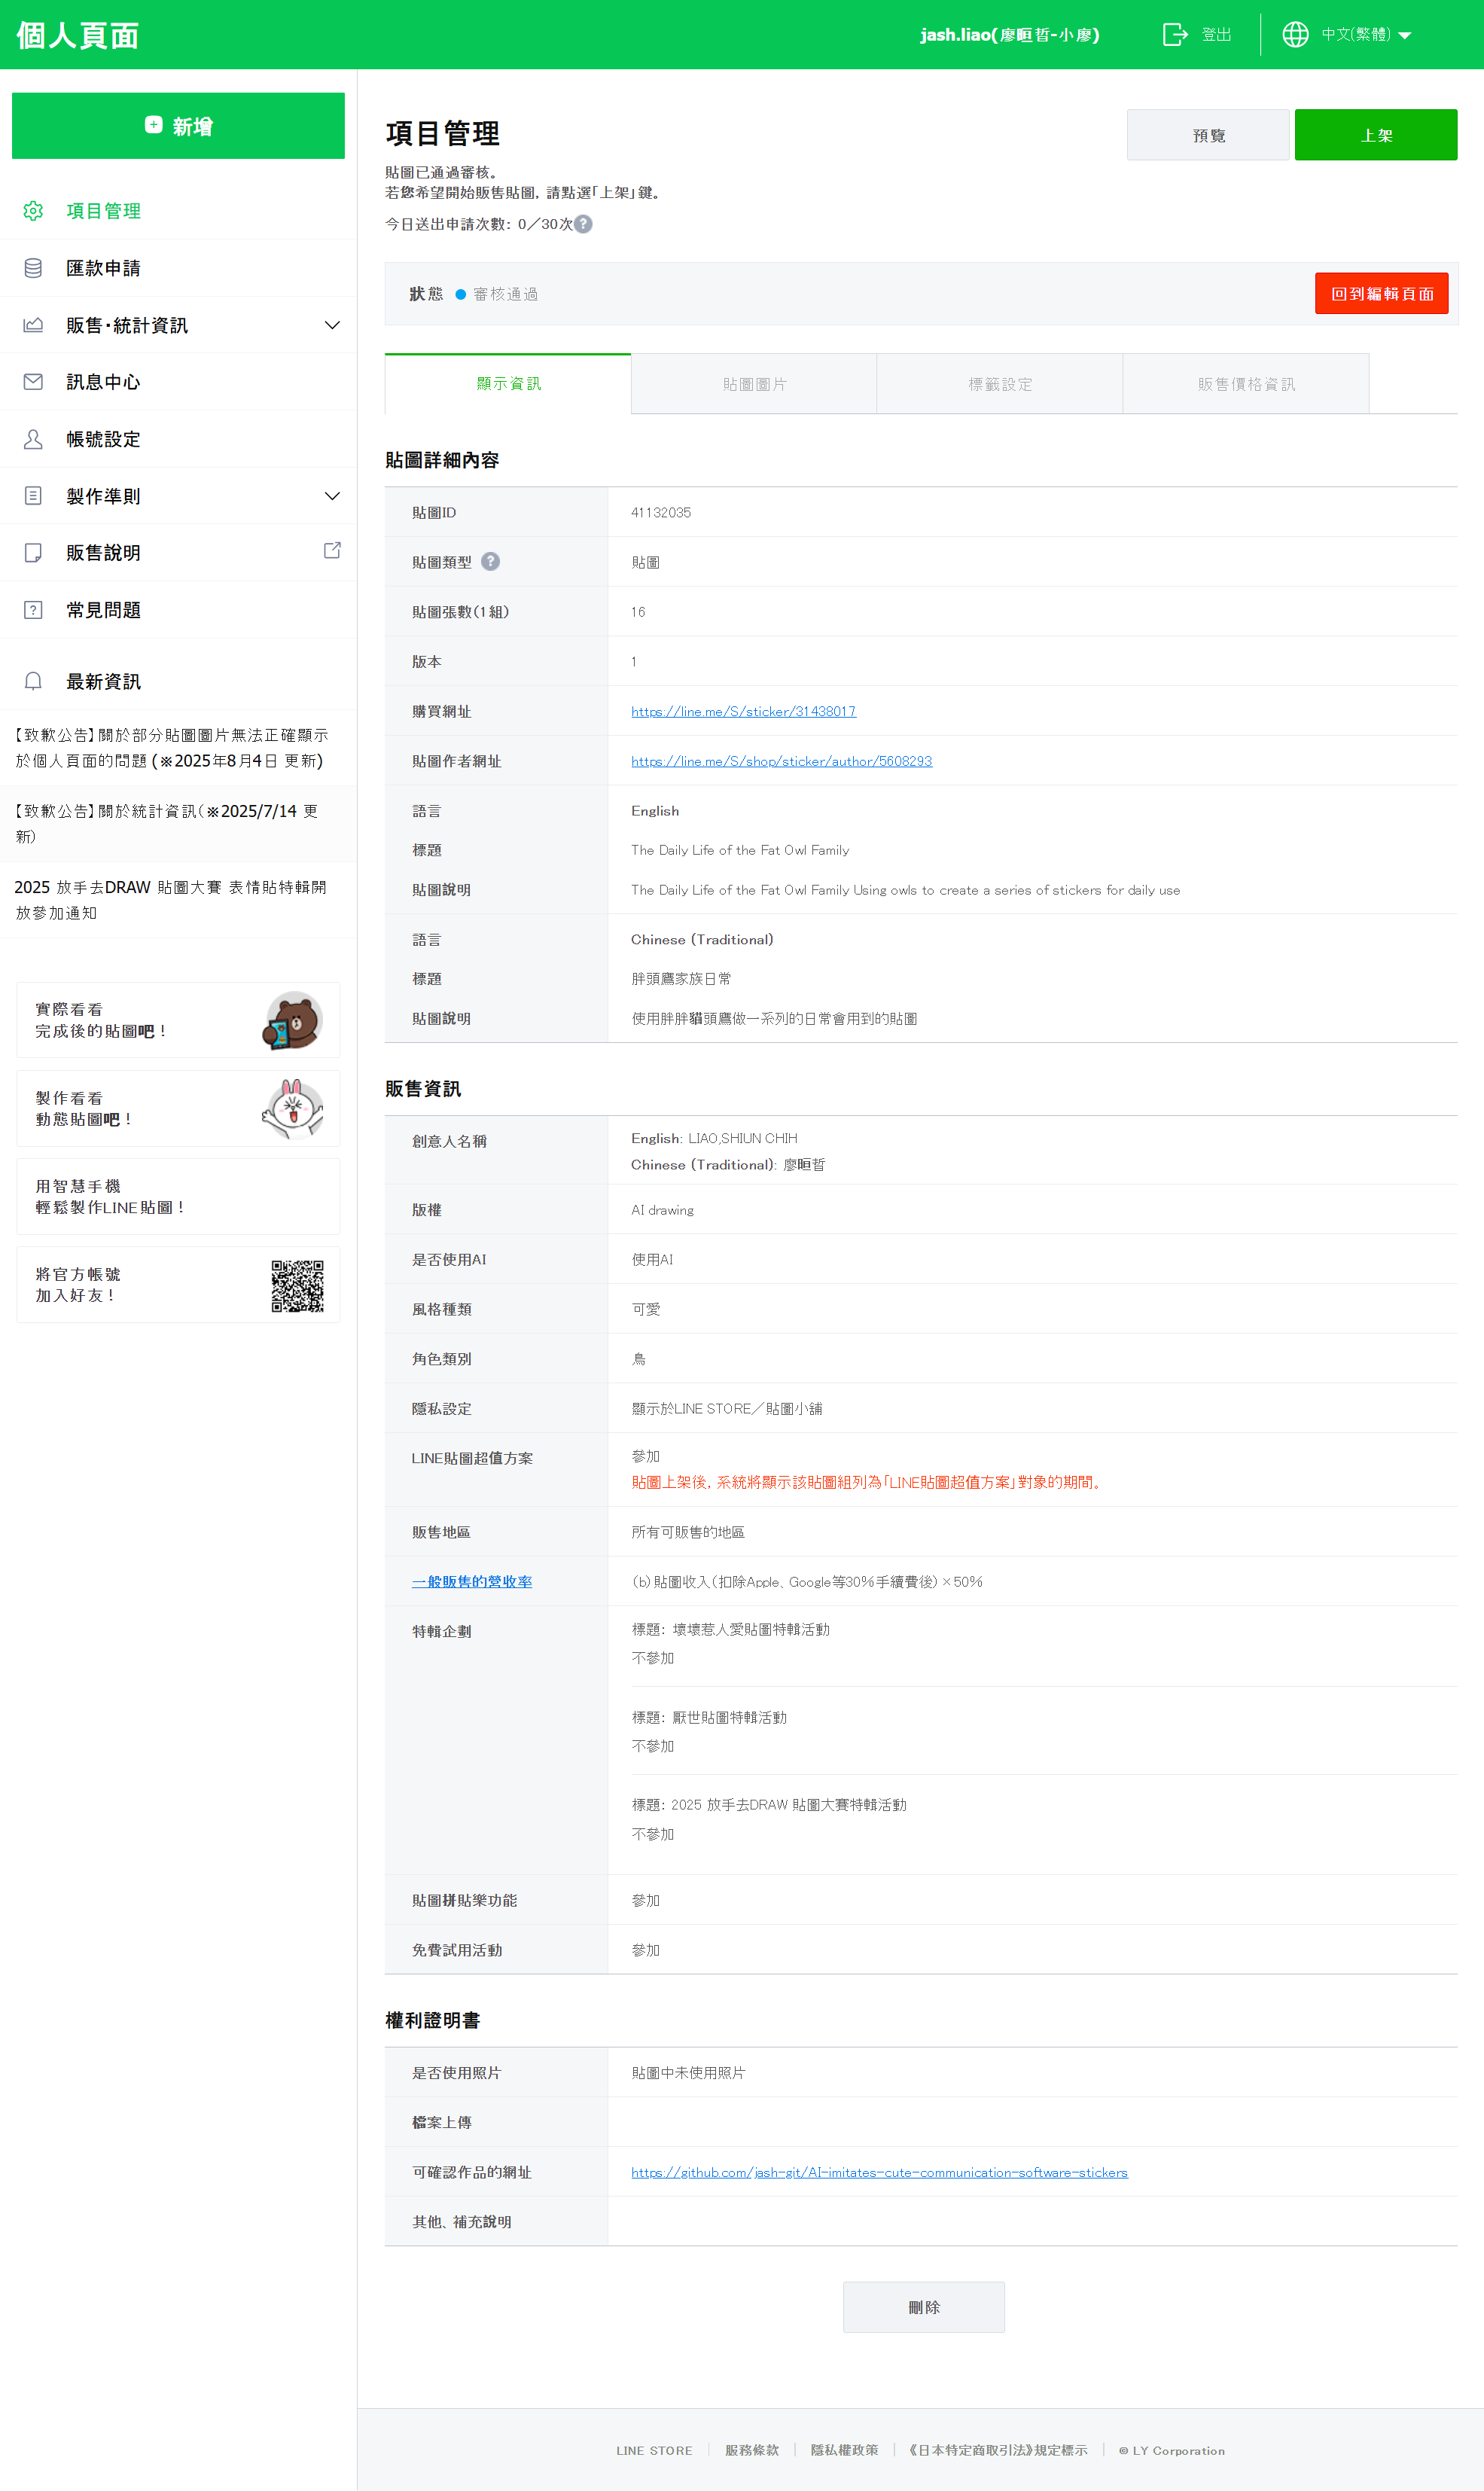 個人頁面
jash.liao(廖晅哲-小廖)
登出
中文(繁體)
新增
項目管理
匯款申請
販售・統計資訊
訊息中心
帳號設定
製作準則
販售說明
常見問題
最新資訊
【致歉公告】關於部分貼圖圖片無法正確顯示
於個人頁面的問題 (※2025年8月4日 更新)
【致歉公告】關於統計資訊(※2025/7/14 更
新)
2025 放手去DRAW 貼圖大賽 表情貼特輯開
放參加通知
實際看看
完成後的貼圖吧!
製作看看
動態貼圖吧!
用智慧手機
輕鬆製作LINE貼圖!
將官方帳號
加入好友!
項目管理
預覽
上架
貼圖已通過審核。
若您希望開始販售貼圖,請點選「上架」鍵。
今日送出申請次數: 0/30次
狀態 審核通過
回到編輯頁面
顯示資訊
貼圖圖片
標籤設定
販售價格資訊
貼圖詳細內容
貼圖ID 41132035
貼圖類型 貼圖
貼圖張數(1組) 16
版本 1
購買網址 https://line.me/S/sticker/31438017
貼圖作者網址 https://line.me/S/shop/sticker/author/5608293
語言 English
標題 The Daily Life of the Fat Owl Family
貼圖說明 The Daily Life of the Fat Owl Family Using owls to create a series of stickers for daily use
語言 Chinese (Traditional)
標題 胖頭鷹家族日常
貼圖說明 使用胖胖貓頭鷹做一系列的日常會用到的貼圖
販售資訊
創意人名稱 English: LIAO,SHIUN CHIH
Chinese (Traditional): 廖晅哲
版權 AI drawing
是否使用AI 使用AI
風格種類 可愛
角色類別 鳥
隱私設定 顯示於LINE STORE/貼圖小舖
LINE貼圖超值方案 參加
貼圖上架後,系統將顯示該貼圖組列為「LINE貼圖超值方案」對象的期間。
販售地區 所有可販售的地區
一般販售的營收率 (b)貼圖收入(扣除Apple、Google等30%手續費後)×50%
特輯企劃 標題: 壞壞惹人愛貼圖特輯活動
不參加
標題: 厭世貼圖特輯活動
不參加
標題: 2025 放手去DRAW 貼圖大賽特輯活動
不參加
貼圖拼貼樂功能 參加
免費試用活動 參加
權利證明書
是否使用照片 貼圖中未使用照片
檔案上傳
可確認作品的網址 https://github.com/jash-git/AI-imitates-cute-communication-software-stickers
其他、補充說明
刪除
LINE STORE
服務條款
隱私權政策
《日本特定商取引法》規定標示
© LY Corporation